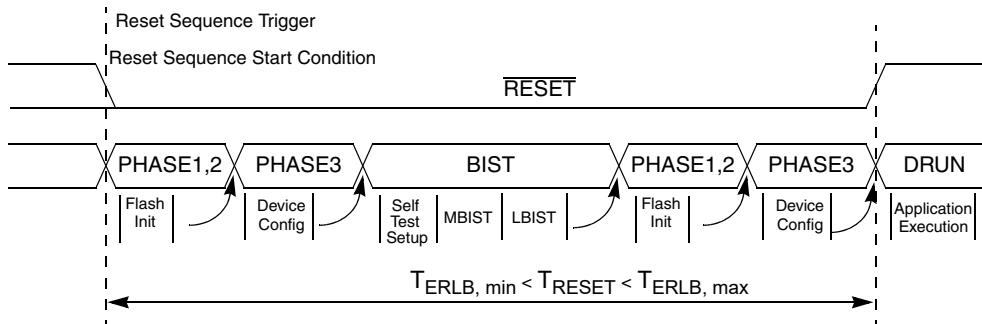 Reset Sequence Trigger
Reset Sequence Start Condition
RESET
PHASE1,2 PHASE3 BIST PHASE1,2 PHASE3 DRUN
Flash Init Device Config Self Test Setup MBIST LBIST Flash Init Device Config Application Execution
TERLB, min < TRESET < TERLB, max